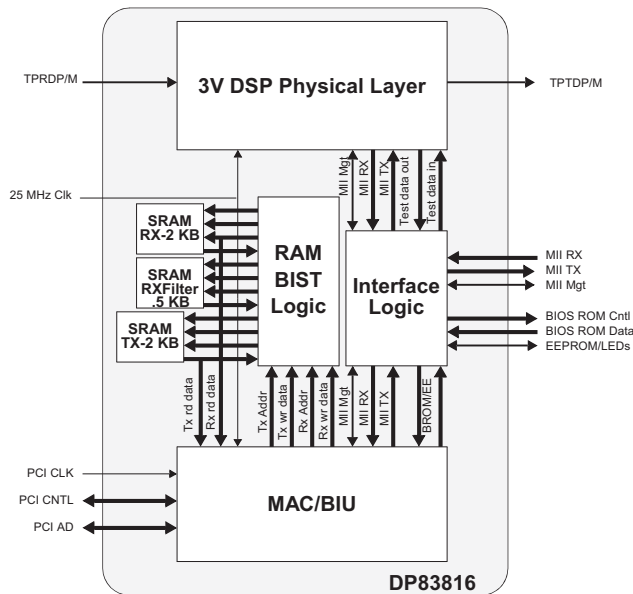 3V DSP Physical Layer
TPRDP/M
TPTDP/M
25 MHz Clk
MII Mgt
MII RX
MII TX
Test data out
Test data in
SRAM
RX-2 KB
SRAM
RXFilter
.5 KB
SRAM
TX-2 KB
RAM
BIST
Logic
Interface
Logic
MII RX
MII TX
MII Mgt
BIOS ROM Cntl
BIOS ROM Data
EEPROM/LEDs
Tx rd data
Rx rd data
Tx Addr
Tx wr data
Rx Addr
Rx wr data
MII Mgt
MII RX
MII TX
BROM/EE
PCI CLK
PCI CNTL
PCI AD
MAC/BIU
DP83816